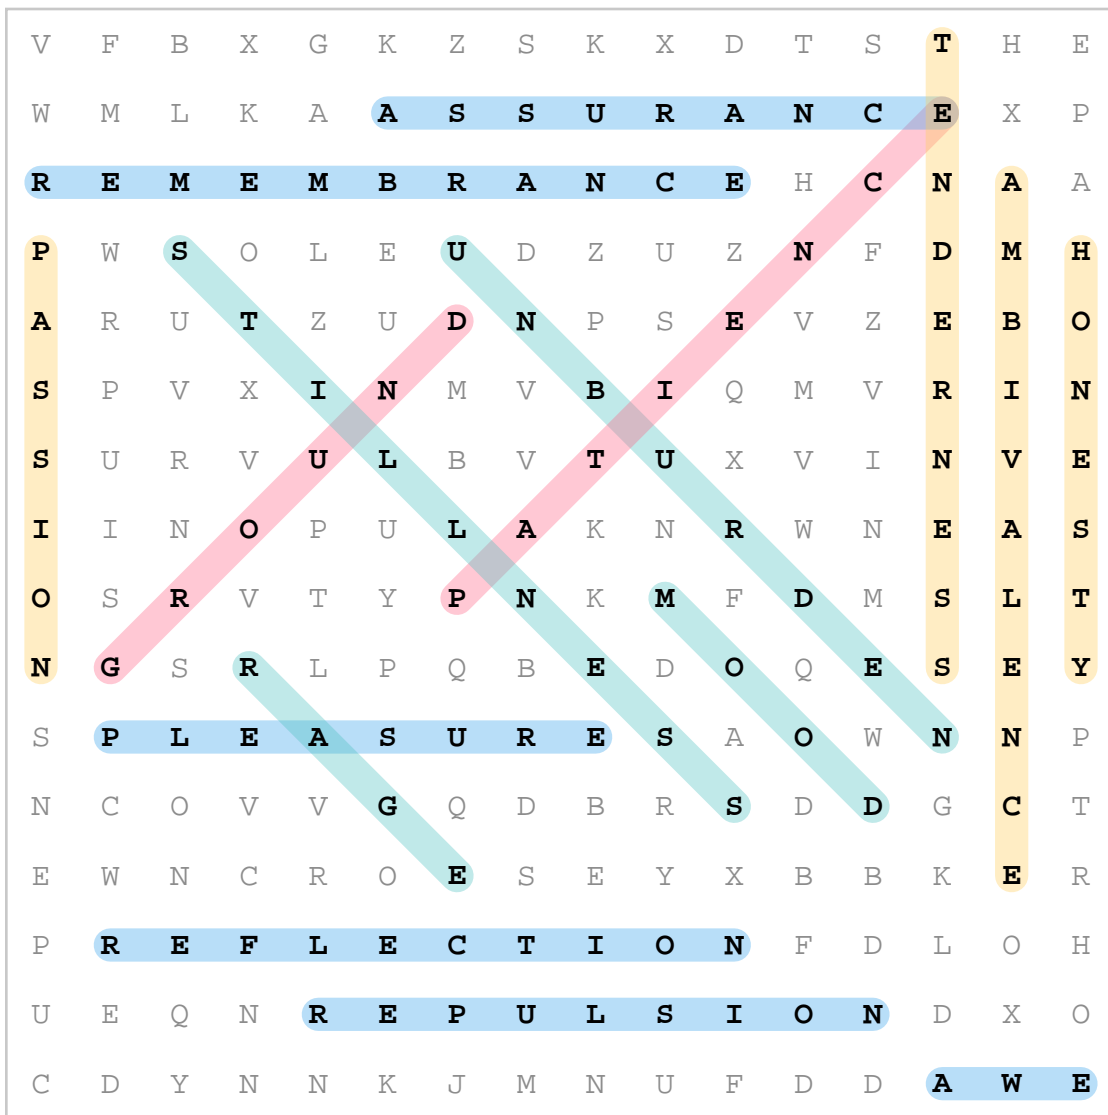 V F B X G K Z S K X D T S T H E
W M L K A A S S U R A N C E X P
R E M E M B R A N C E H C N A A
P W S O L E U D Z U Z N F D M H
A R U T Z U D N P S E V Z E B O
S P V X I N M V B I Q M V R I N
S U R V U L B V T U X V I N V E
I I N O P U L A K N R W N E A S
O S R V T Y P N K M F D M S L T
N G S R L P Q B E D O Q E S E Y
S P L E A S U R E S A O W N N P
N C O V V G Q D B R S D D G C T
E W N C R O E S E Y X B B K E R
P R E F L E C T I O N F D L O H
U E Q N R E P U L S I O N D X O
C D Y N N K J M N U F D D A W E